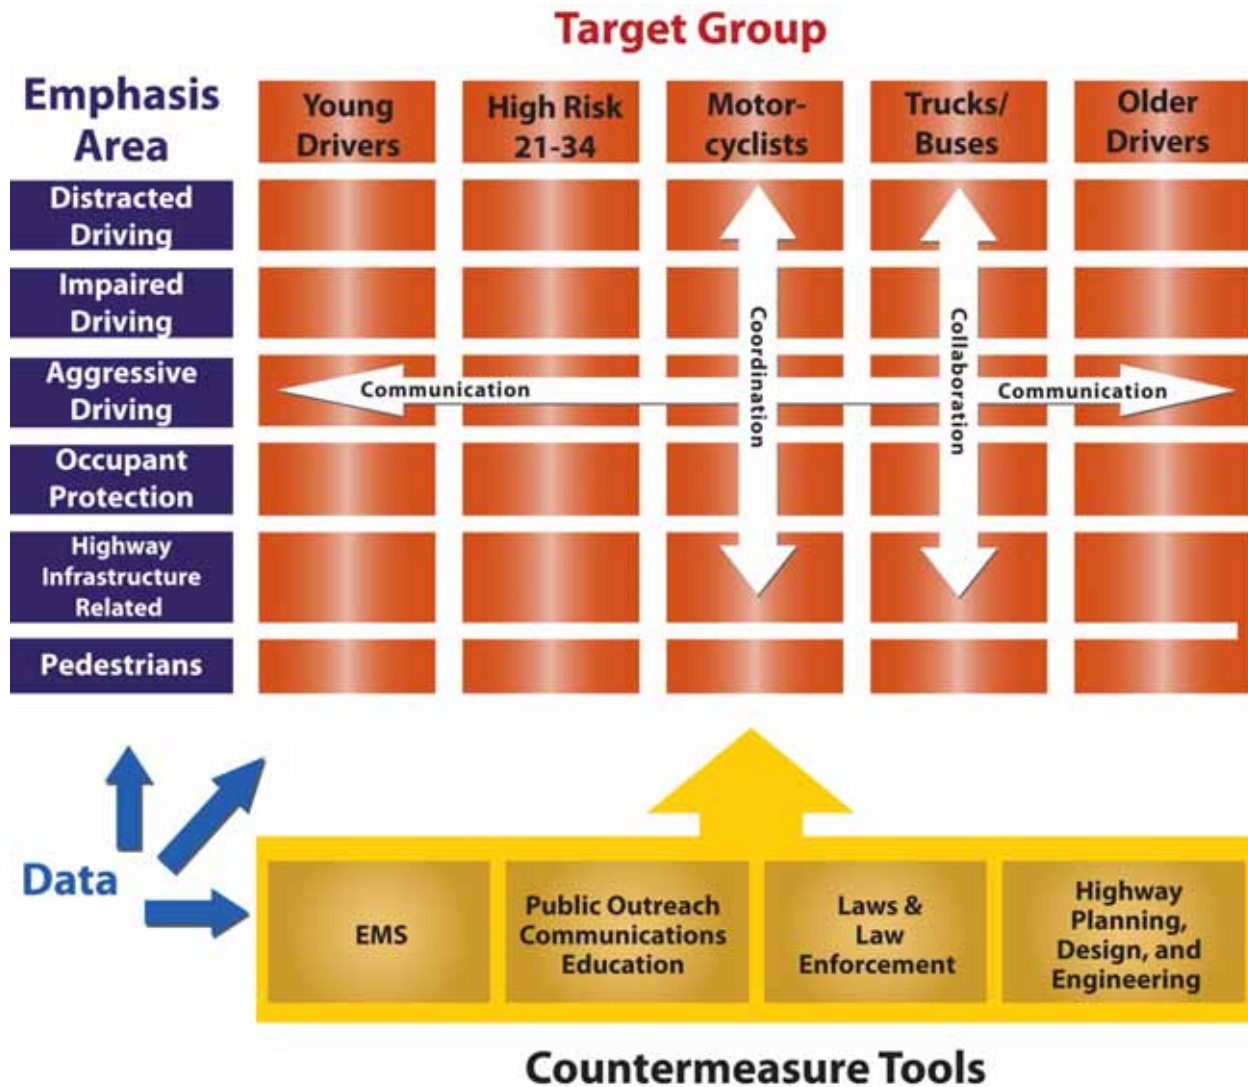 Target Group
Emphasis
Area
Young
Drivers
High Risk
21-34
Motor-
cyclists
Trucks/
Buses
Older
Drivers
Distracted
Driving
Impaired
Driving
Aggressive
Driving
Occupant
Protection
Highway
Infrastructure
Related
Pedestrians
Communication
Coordination
Collaboration
Communication
Data
EMS
Public Outreach
Communications
Education
Laws &
Law
Enforcement
Highway
Planning,
Design, and
Engineering
Countermeasure Tools